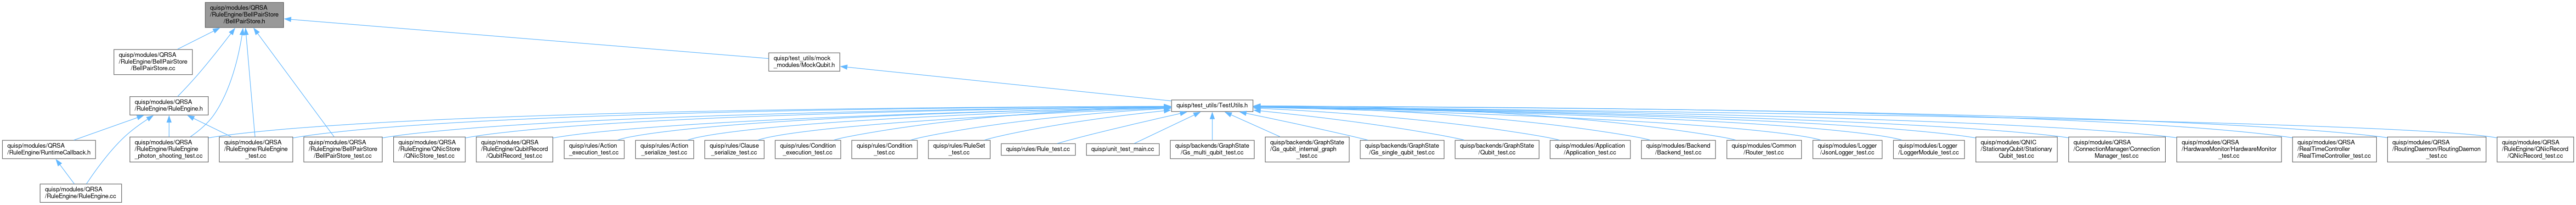 quisp/modules/QRSA
/RuleEngine/BellPairStore
/BellPairStore.h
quisp/modules/QRSA
/RuleEngine/BellPairStore
/BellPairStore.cc
quisp/test_utils/mock
_modules/MockQubit.h
quisp/modules/QRSA
/RuleEngine/RuleEngine.h
quisp/test_utils/TestUtils.h
quisp/modules/QRSA
/RuleEngine/RuntimeCallback.h
quisp/modules/QRSA
/RuleEngine/RuleEngine
_photon_shooting_test.cc
quisp/modules/QRSA
/RuleEngine/RuleEngine
_test.cc
quisp/modules/QRSA
/RuleEngine/BellPairStore
/BellPairStore_test.cc
quisp/modules/QRSA
/RuleEngine/QNicStore
/QNicStore_test.cc
quisp/modules/QRSA
/RuleEngine/QubitRecord
/QubitRecord_test.cc
quisp/rules/Action
_execution_test.cc
quisp/rules/Action
_serialize_test.cc
quisp/rules/Clause
_serialize_test.cc
quisp/rules/Condition
_execution_test.cc
quisp/rules/Condition
_test.cc
quisp/rules/RuleSet
_test.cc
quisp/rules/Rule_test.cc
quisp/unit_test_main.cc
quisp/backends/GraphState
/Gs_multi_qubit_test.cc
quisp/backends/GraphState
/Gs_qubit_internal_graph
_test.cc
quisp/backends/GraphState
/Gs_single_qubit_test.cc
quisp/backends/GraphState
/Qubit_test.cc
quisp/modules/Application
/Application_test.cc
quisp/modules/Backend
/Backend_test.cc
quisp/modules/Common
/Router_test.cc
quisp/modules/Logger
/JsonLogger_test.cc
quisp/modules/Logger
/LoggerModule_test.cc
quisp/modules/QNIC
/StationaryQubit/Stationary
Qubit_test.cc
quisp/modules/QRSA
/ConnectionManager/Connection
Manager_test.cc
quisp/modules/QRSA
/HardwareMonitor/HardwareMonitor
_test.cc
quisp/modules/QRSA
/RealTimeController
/RealTimeController_test.cc
quisp/modules/QRSA
/RoutingDaemon/RoutingDaemon
_test.cc
quisp/modules/QRSA
/RuleEngine/QNicRecord
/QNicRecord_test.cc
quisp/modules/QRSA
/RuleEngine/RuleEngine.cc